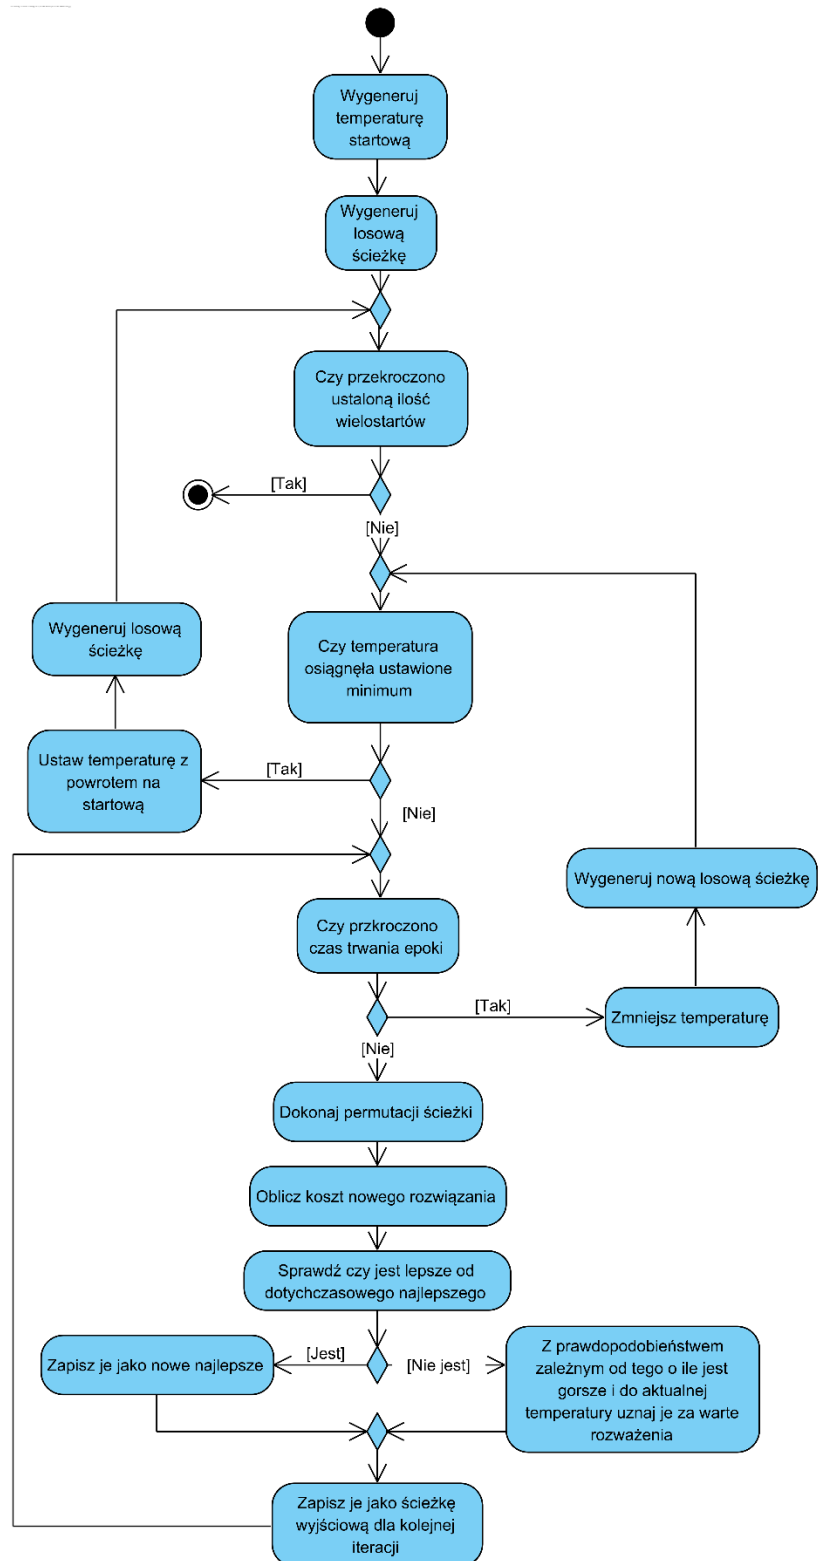 Wygeneruj
temperaturę
startową
Wygeneruj
losową
ścieżkę
Czy przekroczono
ustaloną ilość
wielostartów
[Tak]
[Nie]
Wygeneruj losową
ścieżkę
Czy temperatura
osiągnęła ustawione
minimum
Ustaw temperaturę z
powrotem na
startową
[Tak]
[Nie]
Wygeneruj nową losową ścieżkę
Czy przkroczono
czas trwania epoki
[Tak]
Zmniejsz temperaturę
[Nie]
Dokonaj permutacji ścieżki
Oblicz koszt nowego rozwiązania
Sprawdź czy jest lepsze od
dotychczasowego najlepszego
Zapisz je jako nowe najlepsze
[Jest]
[Nie jest]
Z prawdopodobieństwem
zależnym od tego o ile jest
gorsze i do aktualnej
temperatury uznaj je za warte
rozważenia
Zapisz je jako ścieżkę
wyjściową dla kolejnej
iteracji